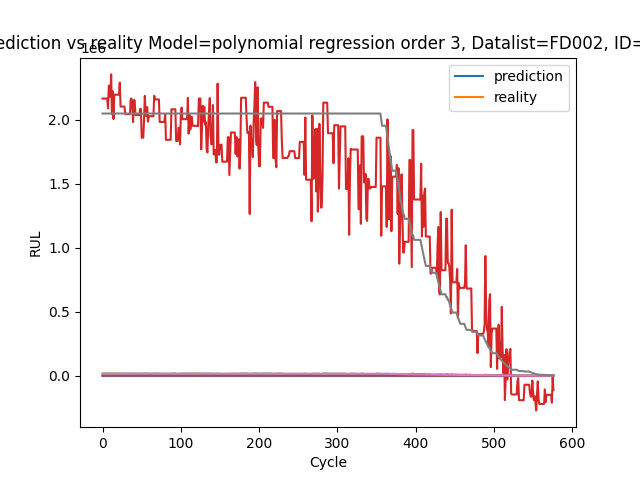 ediction vs reality Model=polynomial regression order 3, Datalist=FD002, ID=
1e6
prediction
reality
2.0
1.5
1.0
0.5
0.0
RUL
0 100 200 300 400 500 600
Cycle